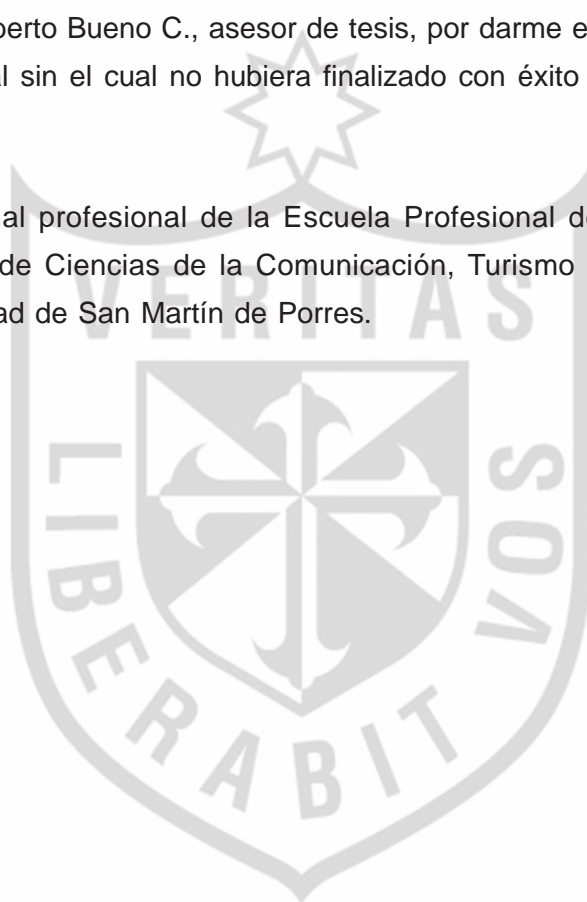 perto Bueno C., asesor de tesis, por darme e
al sin el cual no hubiera finalizado con éxito
al profesional de la Escuela Profesional d
de Ciencias de la Comunicación, Turismo
ad de San Martín de Porres.
VERITAS
LIBERABIT VOS